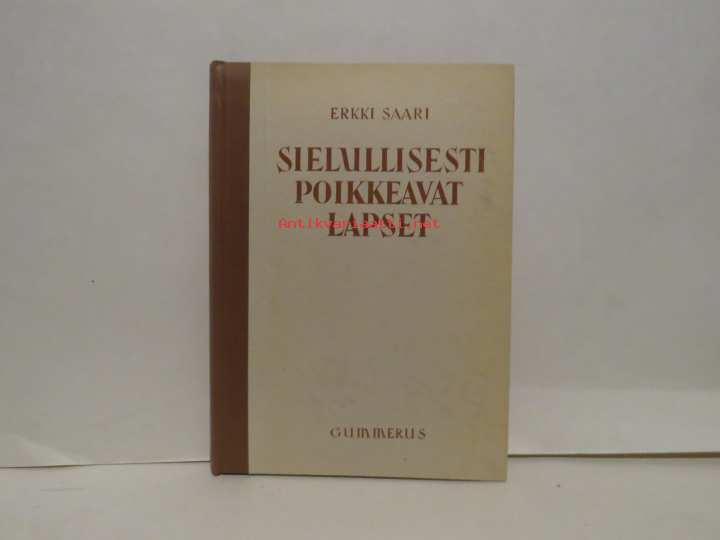 ERKKI SAARI
SIELULLISESTI
POIKKEAVAT
Antikvariaatti.net
LAPSET
GUMMERUS